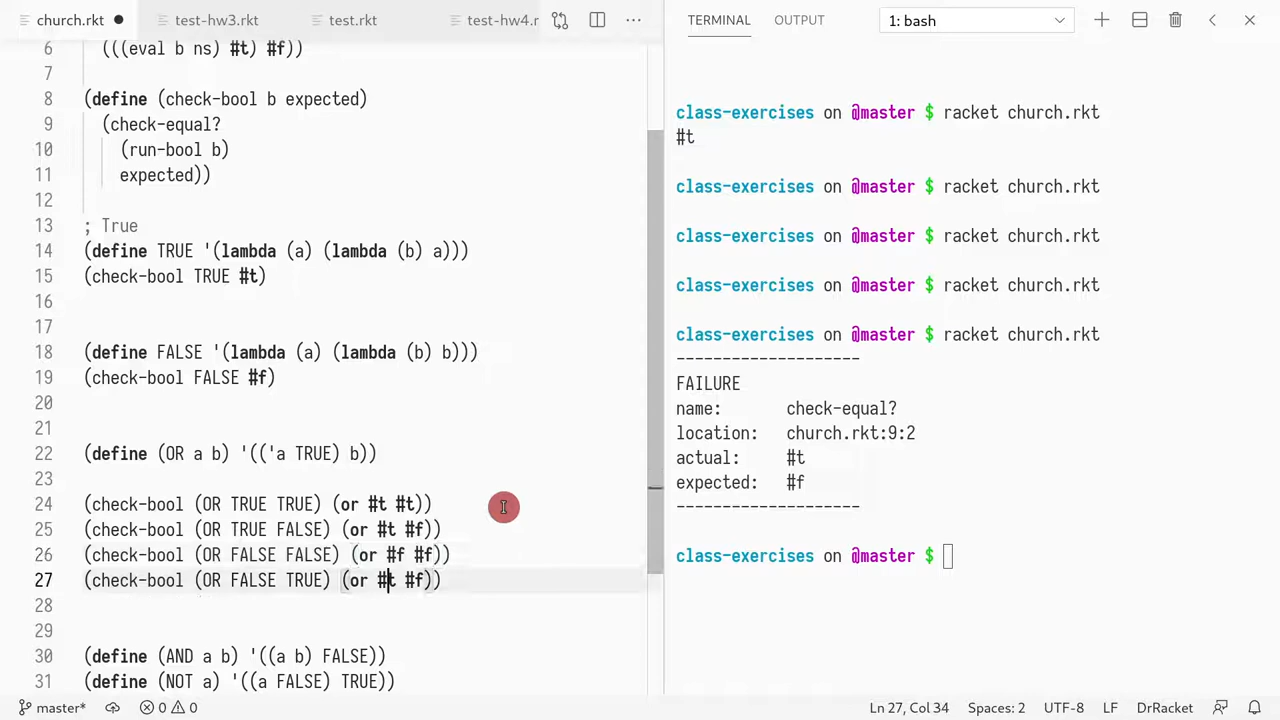 church.rkt test-hw3.rkt test.rkt test-hw4.r ···
TERMINAL OUTPUT 1: bash
6 (((eval b ns) #t) #f))
7
8 (define (check-bool b expected)
9 (check-equal?
10 (run-bool b)
11 expected))
12
13 ; True
14 (define TRUE '(lambda (a) (lambda (b) a)))
15 (check-bool TRUE #t)
16
17
18 (define FALSE '(lambda (a) (lambda (b) b)))
19 (check-bool FALSE #f)
20
21
22 (define (OR a b) '(('a TRUE) b))
23
24 (check-bool (OR TRUE TRUE) (or #t #t))
25 (check-bool (OR TRUE FALSE) (or #t #f))
26 (check-bool (OR FALSE FALSE) (or #f #f))
27 (check-bool (OR FALSE TRUE) (or #t #f))
28
29
30 (define (AND a b) '((a b) FALSE))
31 (define (NOT a) '((a FALSE) TRUE))
class-exercises on @master $ racket church.rkt
#t
class-exercises on @master $ racket church.rkt
class-exercises on @master $ racket church.rkt
class-exercises on @master $ racket church.rkt
class-exercises on @master $ racket church.rkt
--------------------
FAILURE
name: check-equal?
location: church.rkt:9:2
actual: #t
expected: #f
--------------------
class-exercises on @master $
master* 0 0 Ln 27, Col 34 Spaces: 2 UTF-8 LF DrRacket